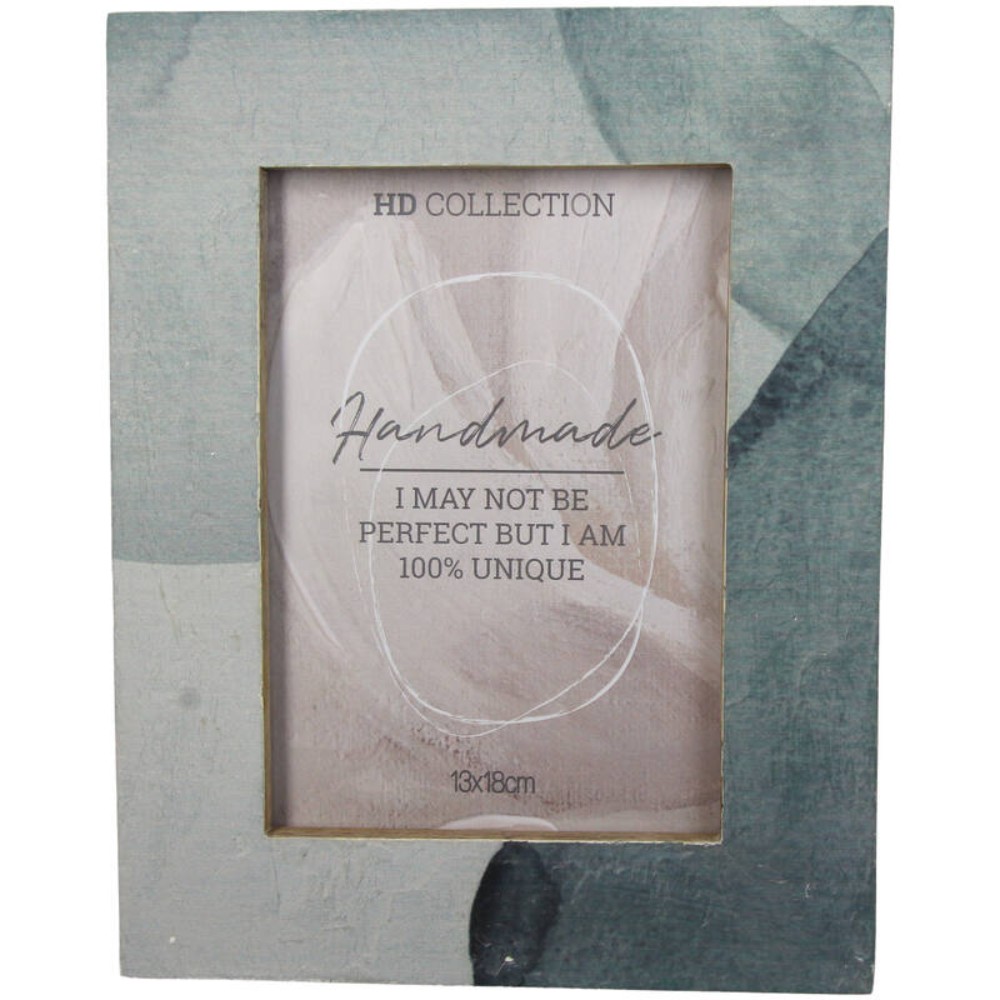 HD COLLECTION
Handmade
I MAY NOT BE
PERFECT BUT I AM
100% UNIQUE
13x18cm